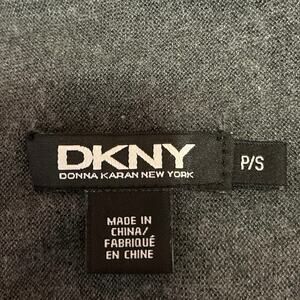 DKNY
DONNA KARAN NEW YORK
P/S
MADE IN
CHINA/
FABRIQUÉ
EN CHINE